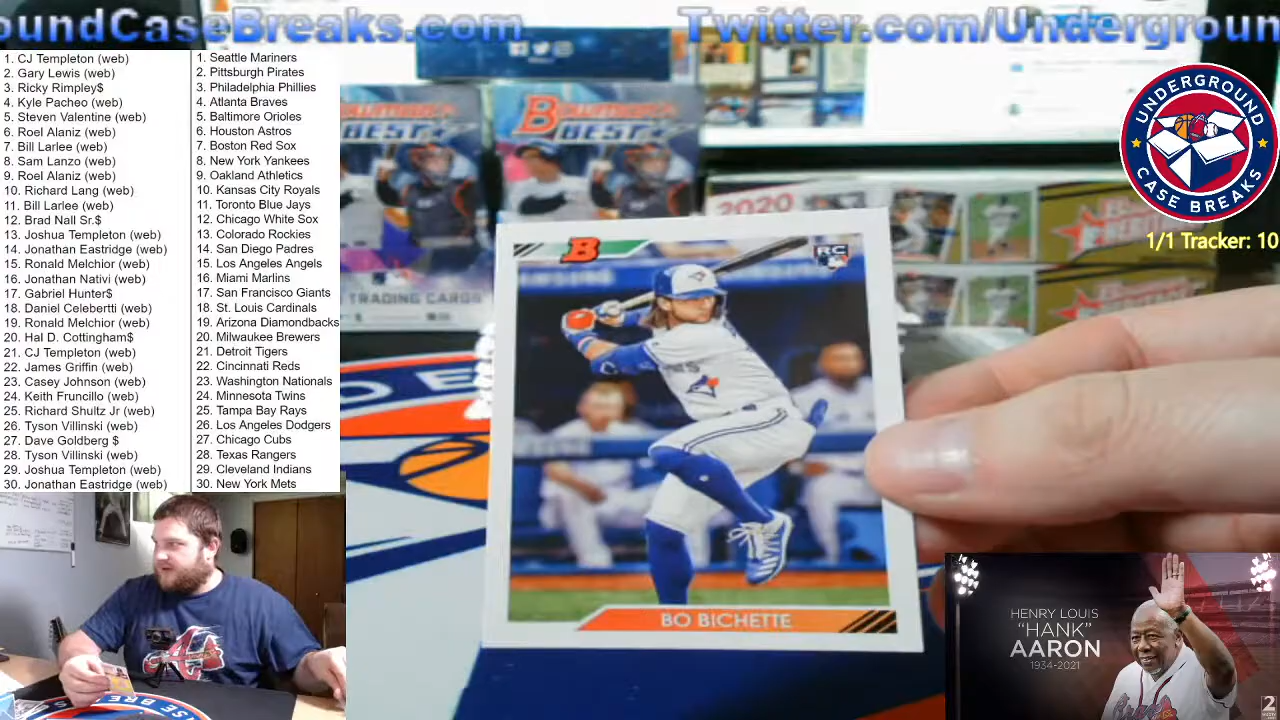 oundCaseBreaks.com
Twitter.com/Undergroun
1. CJ Templeton (web)
2. Gary Lewis (web)
3. Ricky Rimpley$
4. Kyle Pacheo (web)
5. Steven Valentine (web)
6. Roel Alaniz (web)
7. Bill Larlee (web)
8. Sam Lanzo (web)
9. Roel Alaniz (web)
10. Richard Lang (web)
11. Bill Larlee (web)
12. Brad Nall Sr.$
13. Joshua Templeton (web)
14. Jonathan Eastridge (web)
15. Ronald Melchior (web)
16. Jonathan Nativi (web)
17. Gabriel Hunter$
18. Daniel Celebertti (web)
19. Ronald Melchior (web)
20. Hal D. Cottingham$
21. CJ Templeton (web)
22. James Griffin (web)
23. Casey Johnson (web)
24. Keith Fruncillo (web)
25. Richard Shultz Jr (web)
26. Tyson Villinski (web)
27. Dave Goldberg $
28. Tyson Villinski (web)
29. Joshua Templeton (web)
30. Jonathan Eastridge (web)
1. Seattle Mariners
2. Pittsburgh Pirates
3. Philadelphia Phillies
4. Atlanta Braves
5. Baltimore Orioles
6. Houston Astros
7. Boston Red Sox
8. New York Yankees
9. Oakland Athletics
10. Kansas City Royals
11. Toronto Blue Jays
12. Chicago White Sox
13. Colorado Rockies
14. San Diego Padres
15. Los Angeles Angels
16. Miami Marlins
17. San Francisco Giants
18. St. Louis Cardinals
19. Arizona Diamondbacks
20. Milwaukee Brewers
21. Detroit Tigers
22. Cincinnati Reds
23. Washington Nationals
24. Minnesota Twins
25. Tampa Bay Rays
26. Los Angeles Dodgers
27. Chicago Cubs
28. Texas Rangers
29. Cleveland Indians
30. New York Mets
BOWMAN'S
BEST
TRADING CARDS
BOWMAN'S
BEST
2020
UNDERGROUND
CASE BREAKS
1/1 Tracker: 10
B
RC
BO BICHETTE
HENRY LOUIS
"HANK"
AARON
1934-2021
2
CASE BREAKS